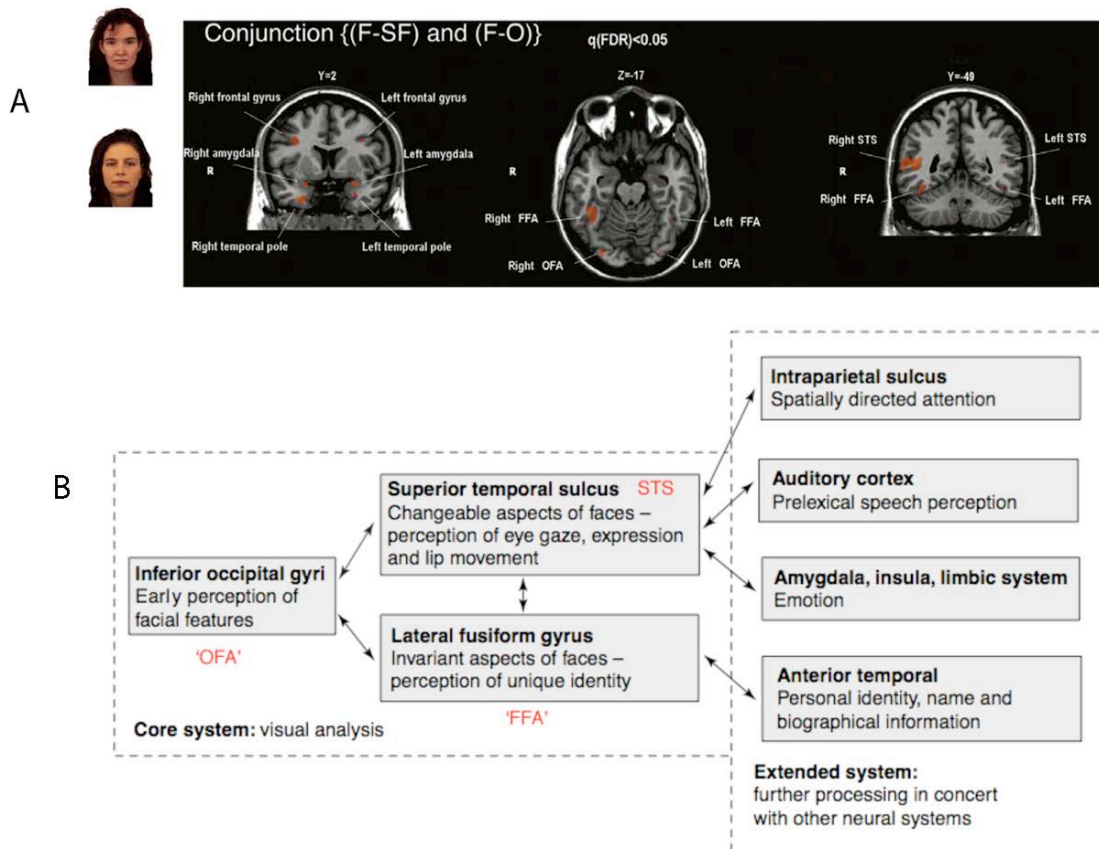 A
Conjunction {(F-SF) and (F-O)}
q(FDR)<0.05
Y=2
Right frontal gyrus
Left frontal gyrus
Right amygdala
Left amygdala
R
Right temporal pole
Left temporal pole
Z=-17
R
Right FFA
Left FFA
Right OFA
Left OFA
Y=-49
Right STS
Left STS
R
Right FFA
Left FFA
B
Inferior occipital gyri
Early perception of
facial features
'OFA'
Superior temporal sulcus STS
Changeable aspects of faces –
perception of eye gaze, expression
and lip movement
Lateral fusiform gyrus
Invariant aspects of faces –
perception of unique identity
'FFA'
Core system: visual analysis
Intraparietal sulcus
Spatially directed attention
Auditory cortex
Prelexical speech perception
Amygdala, insula, limbic system
Emotion
Anterior temporal
Personal identity, name and
biographical information
Extended system:
further processing in concert
with other neural systems